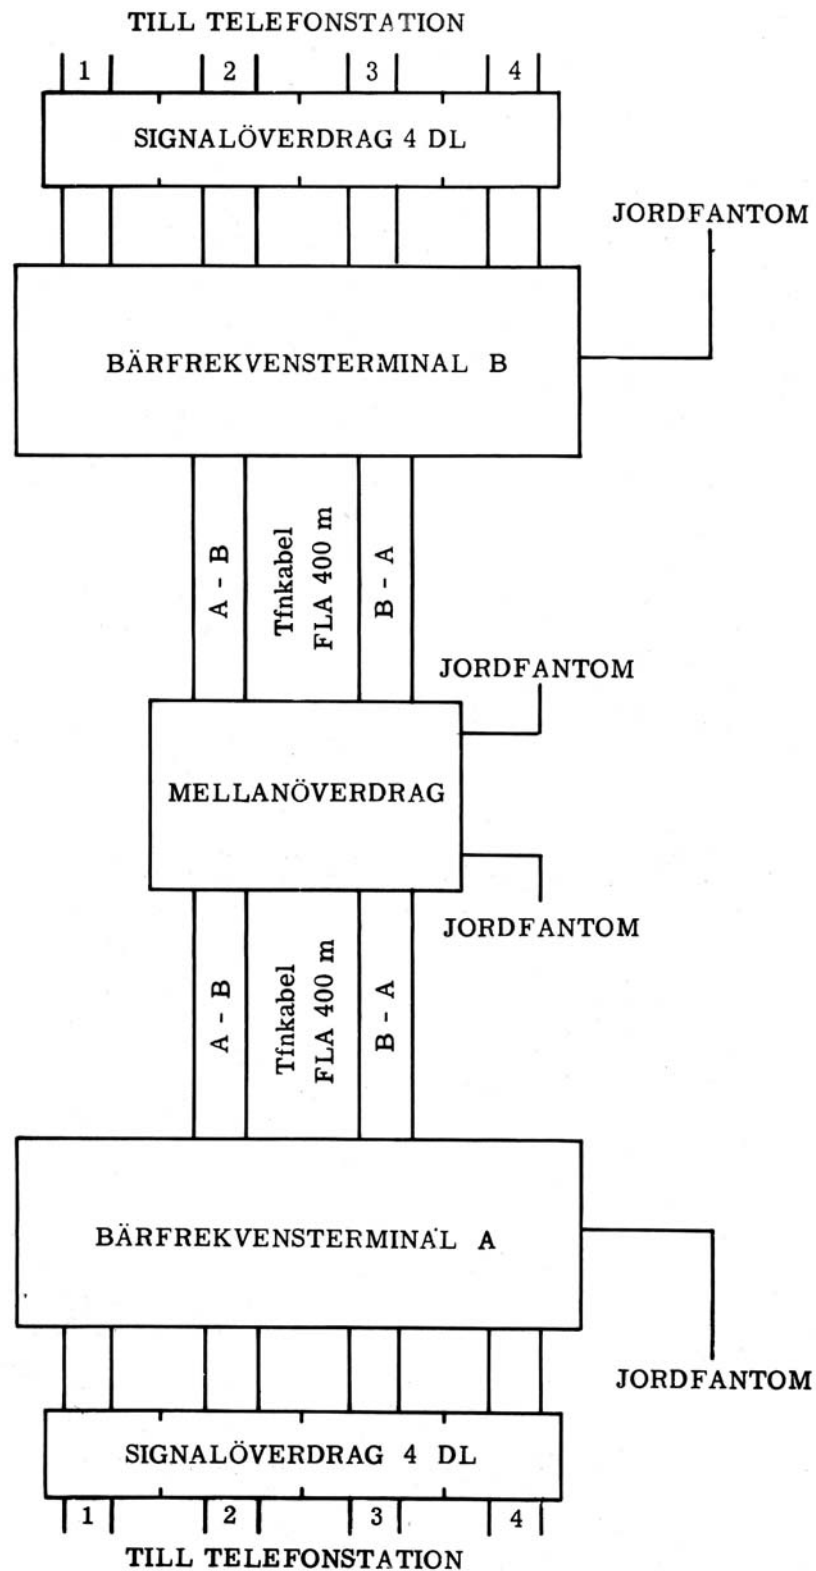 TILL TELEFONSTATION
1 2 3 4
SIGNALÖVERDRAG 4 DL
JORDFANTOM
BÄRFREKVENSTERMINAL B
A - B
Tfnkabel
FLA 400 m
B - A
JORDFANTOM
MELLANÖVERDRAG
JORDFANTOM
A - B
Tfnkabel
FLA 400 m
B - A
BÄRFREKVENSTERMINAL A
JORDFANTOM
SIGNALÖVERDRAG 4 DL
1 2 3 4
TILL TELEFONSTATION